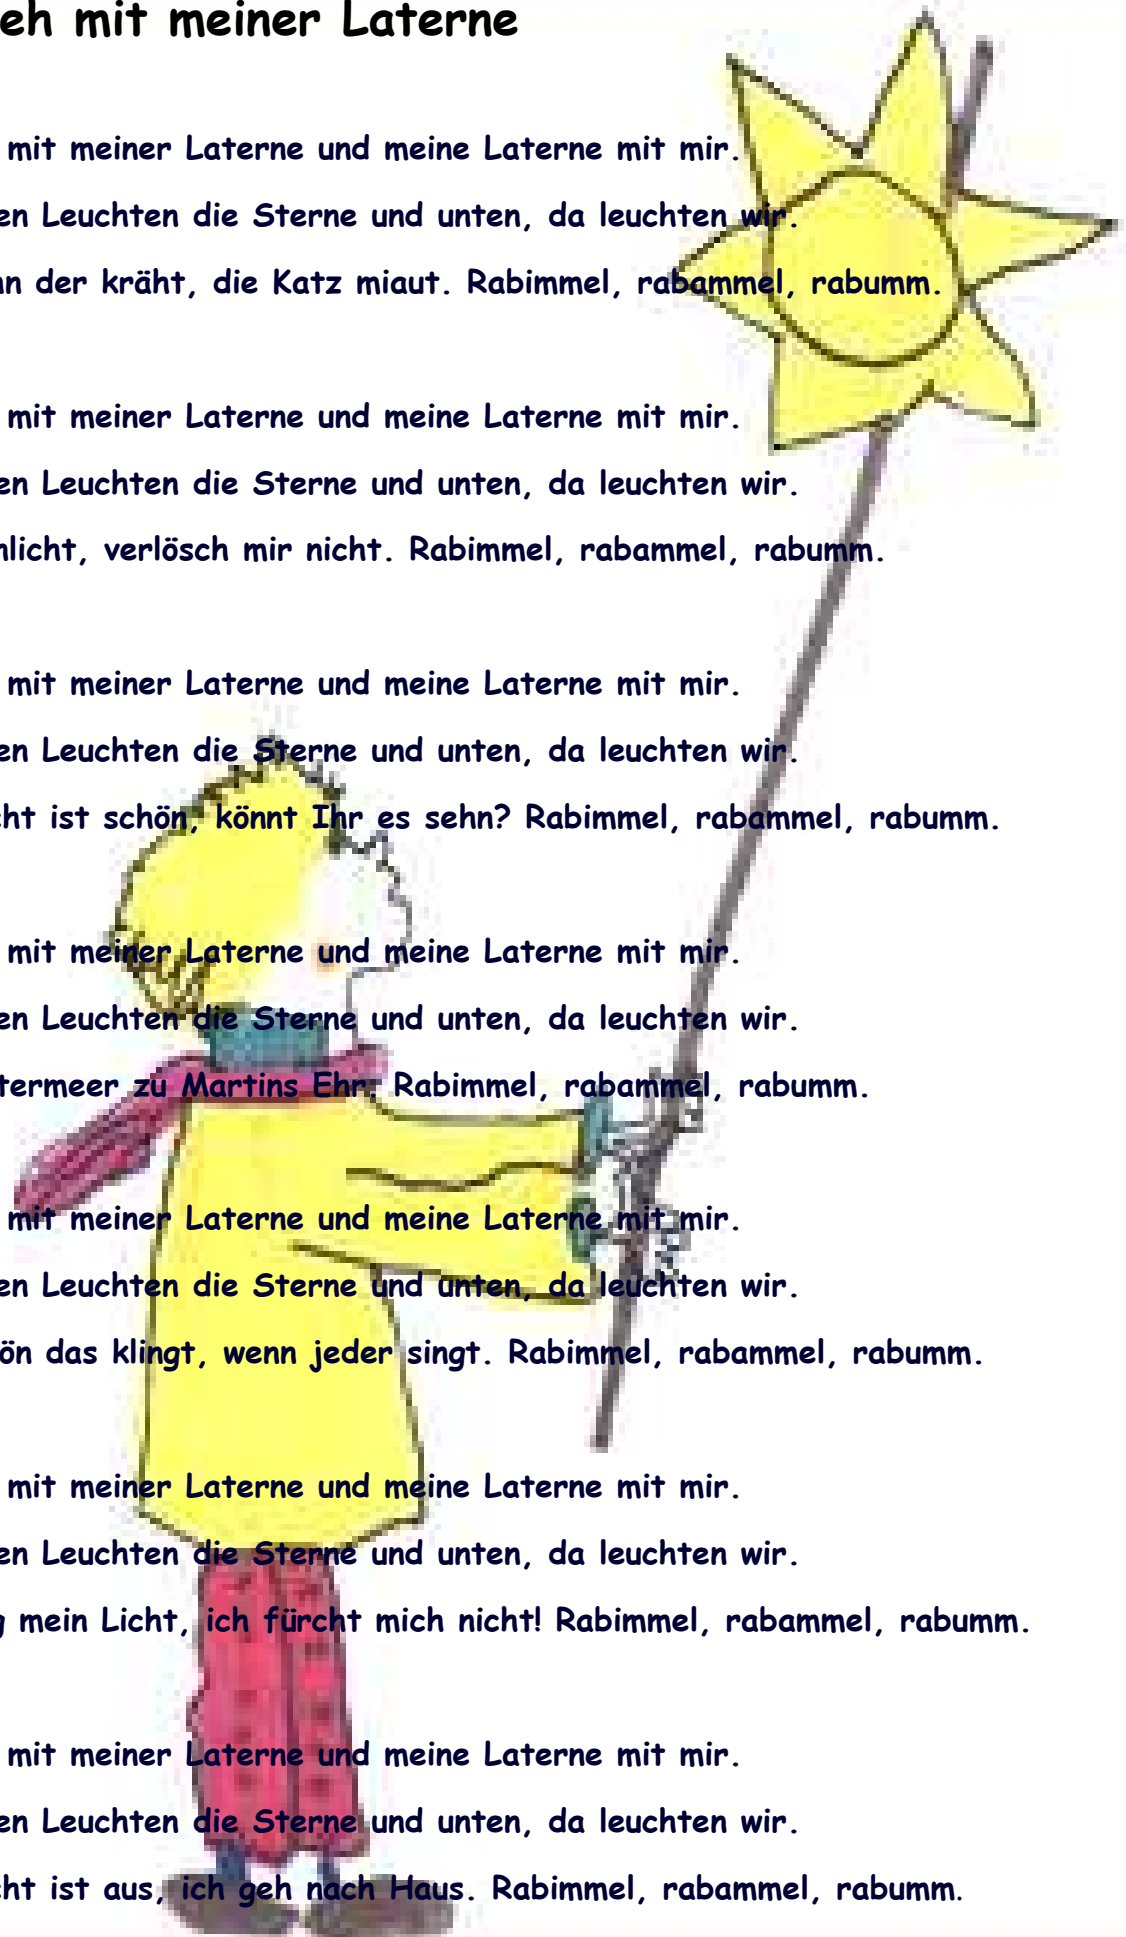 eh mit meiner Laterne
mit meiner Laterne und meine Laterne mit mir.
en Leuchten die Sterne und unten, da leuchten wir.
der kräht, die Katz miaut. Rabimmel, rabammel, rabumm.
mit meiner Laterne und meine Laterne mit mir.
en Leuchten die Sterne und unten, da leuchten wir.
licht, verlösch mir nicht. Rabimmel, rabammel, rabumm.
mit meiner Laterne und meine Laterne mit mir.
en Leuchten die Sterne und unten, da leuchten wir.
ht ist schön, könnt Ihr es sehn? Rabimmel, rabammel, rabumm.
mit meiner Laterne und meine Laterne mit mir.
en Leuchten die Sterne und unten, da leuchten wir.
termeer zu Martins Ehr. Rabimmel, rabammel, rabumm.
mit meiner Laterne und meine Laterne mit mir.
en Leuchten die Sterne und unten, da leuchten wir.
ön das klingt, wenn jeder singt. Rabimmel, rabammel, rabumm.
mit meiner Laterne und meine Laterne mit mir.
en Leuchten die Sterne und unten, da leuchten wir.
mein Licht, ich fürcht mich nicht! Rabimmel, rabammel, rabumm.
mit meiner Laterne und meine Laterne mit mir.
en Leuchten die Sterne und unten, da leuchten wir.
ht ist aus, ich geh nach Haus. Rabimmel, rabammel, rabumm.